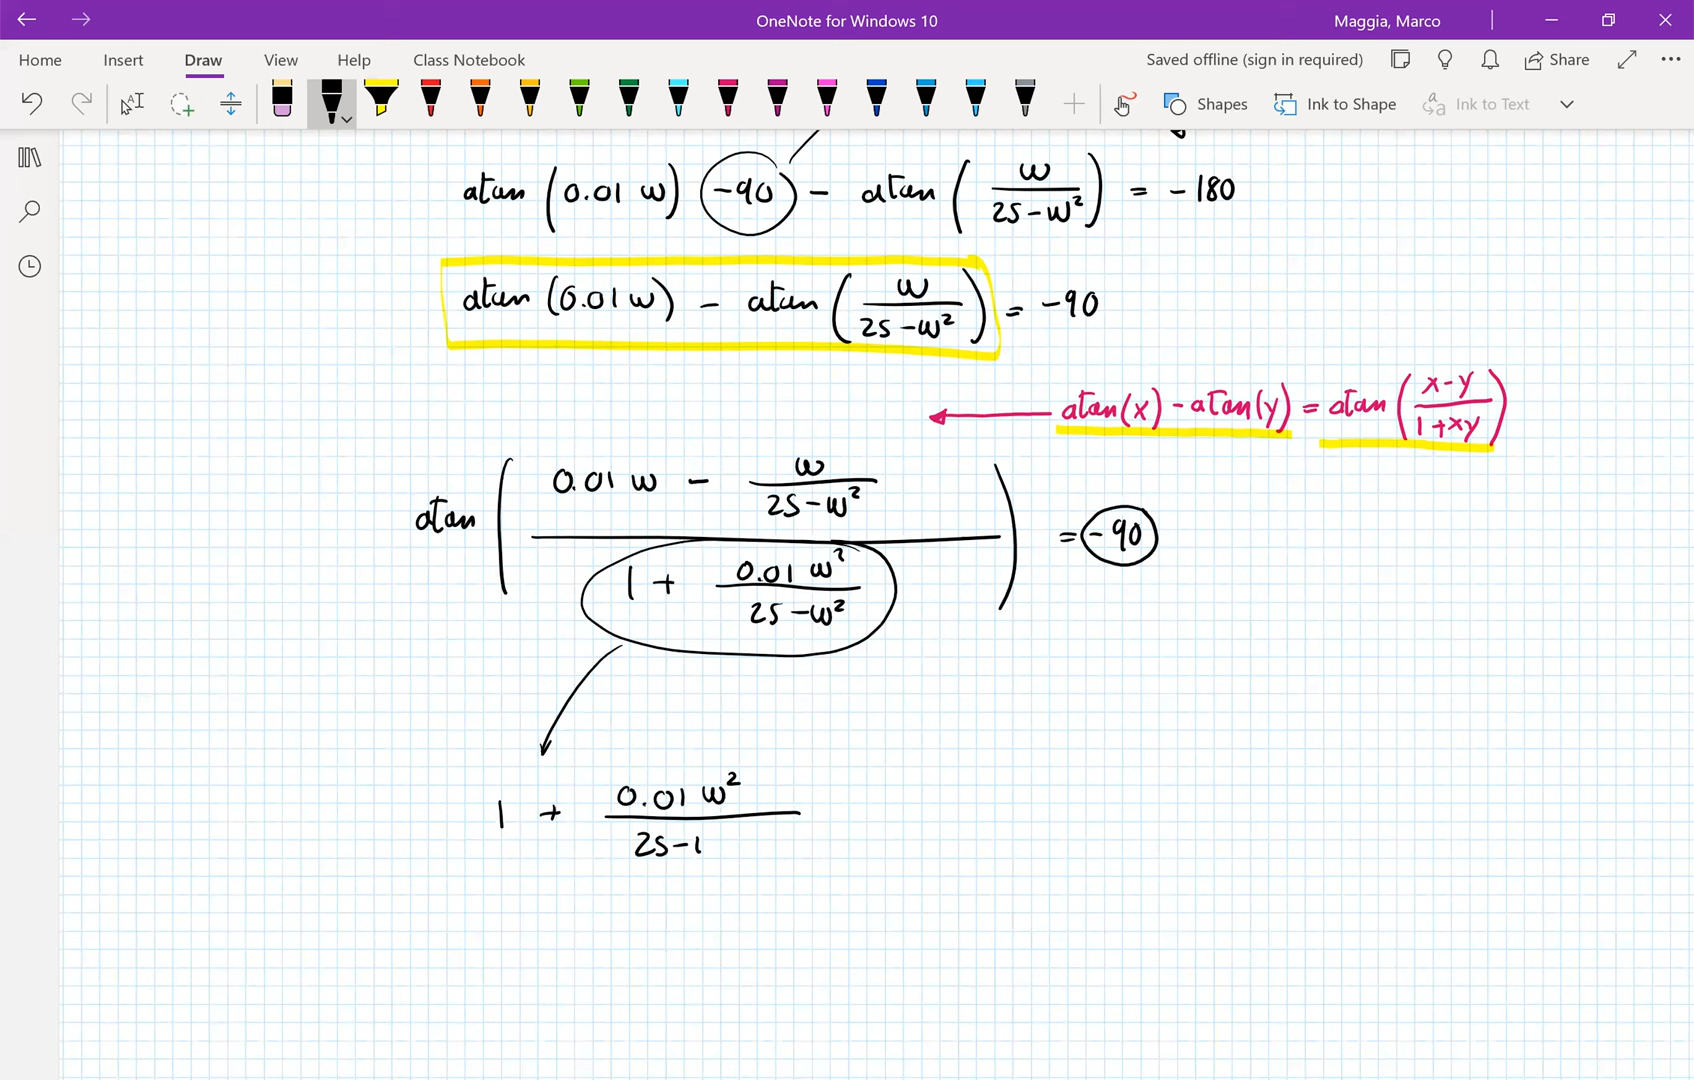 OneNote for Windows 10
Maggia, Marco
Home Insert Draw View Help Class Notebook
Saved offline (sign in required) Share
Shapes Ink to Shape Ink to Text
atan (0.01 w) -90 - atan (w / 25-w²) = -180
atan (0.01 w) - atan (w / 25-w²) = -90
atan(x) - atan(y) = atan (x-y / 1+xy)
atan ((0.01 w - w / 25-w²) / (1 + 0.01 w² / 25-w²)) = -90
1 + 0.01 w² / 25-1